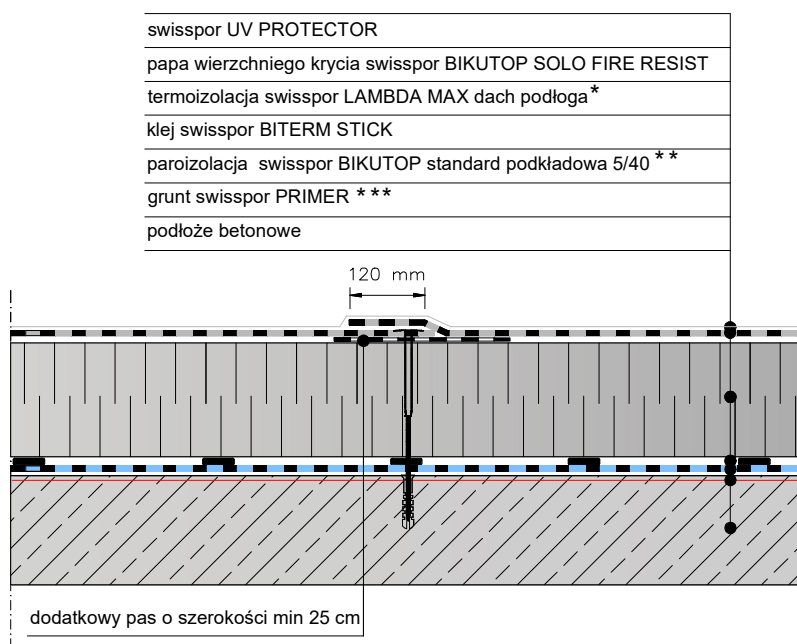 swisspor UV PROTECTOR
papa wierzchniego krycia swisspor BIKUTOP SOLO FIRE RESIST
termoizolacja swisspor LAMBDA MAX dach podłoga*
klej swisspor BITERM STICK
paroizolacja swisspor BIKUTOP standard podkładowa 5/40 **
grunt swisspor PRIMER ***
podłoże betonowe
120 mm
dodatkowy pas o szerokości min 25 cm